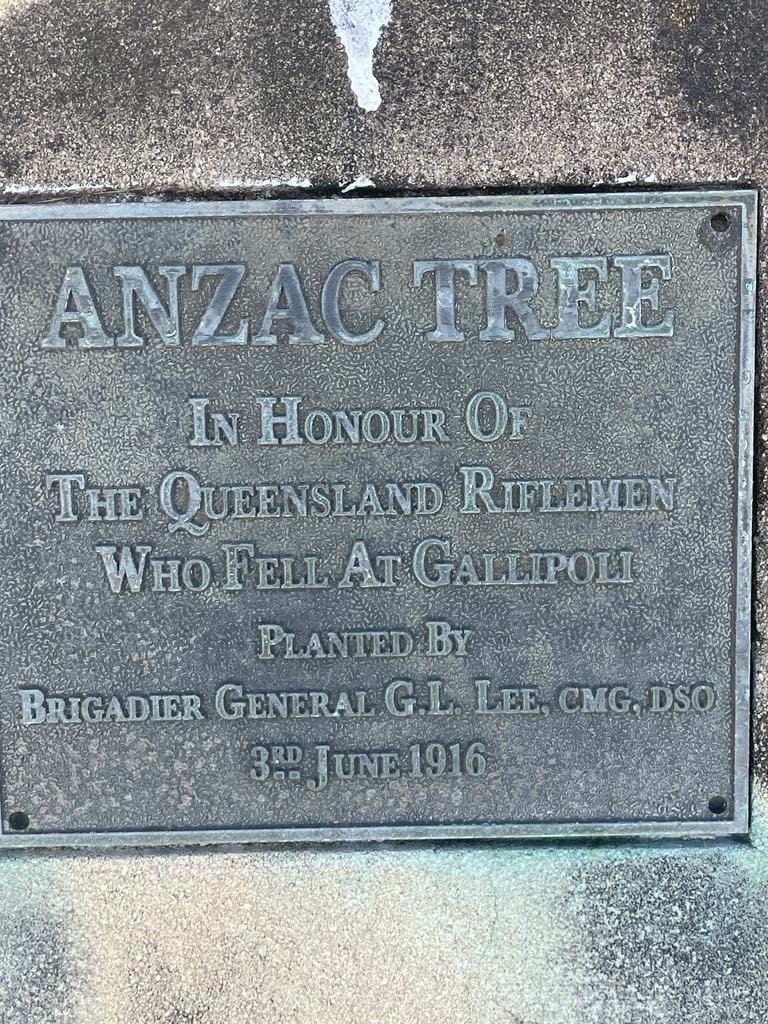 ANZAC TREE
IN HONOUR OF
THE QUEENSLAND RIFLEMEN
WHO FELL AT GALLIPOLI
PLANTED BY
BRIGADIER GENERAL G.L. LEE, CMG, DSO
3RD JUNE 1916